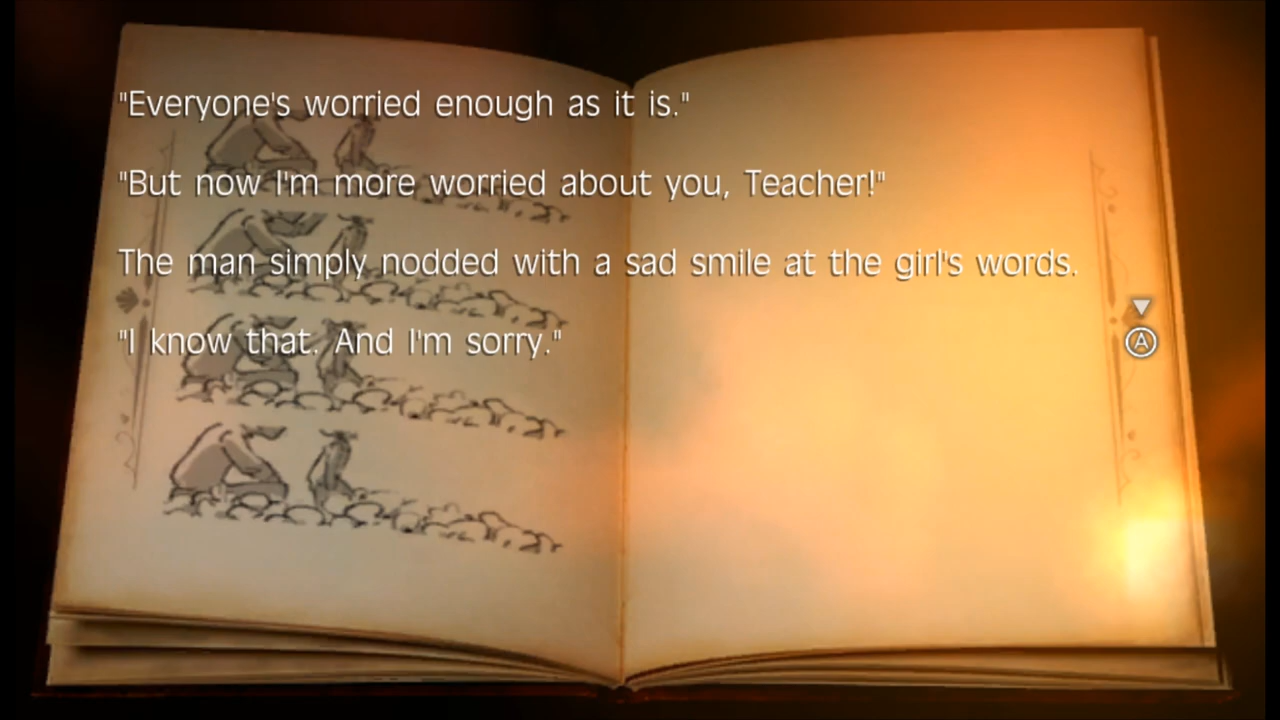 "Everyone's worried enough as it is."
"But now I'm more worried about you, Teacher!"
The man simply nodded with a sad smile at the girl's words.
"I know that. And I'm sorry."
A